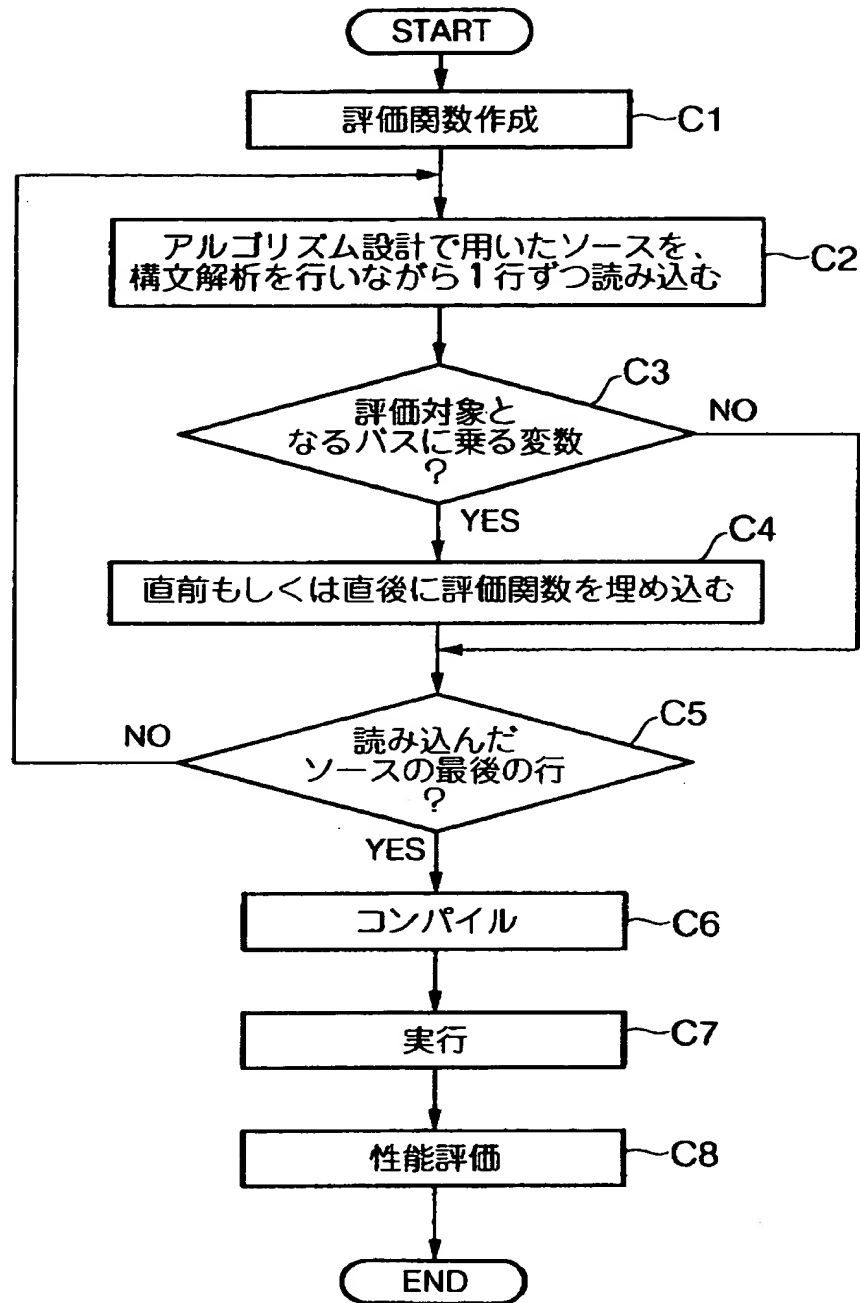 START
評価関数作成
C1
アルゴリズム設計で用いたソースを、
構文解析を行いながら1行ずつ読み込む
C2
C3
評価対象と
なるバスに乗る変数
?
NO
YES
C4
直前もしくは直後に評価関数を埋め込む
C5
NO
読み込んだ
ソースの最後の行
?
YES
コンパイル
C6
実行
C7
性能評価
C8
END